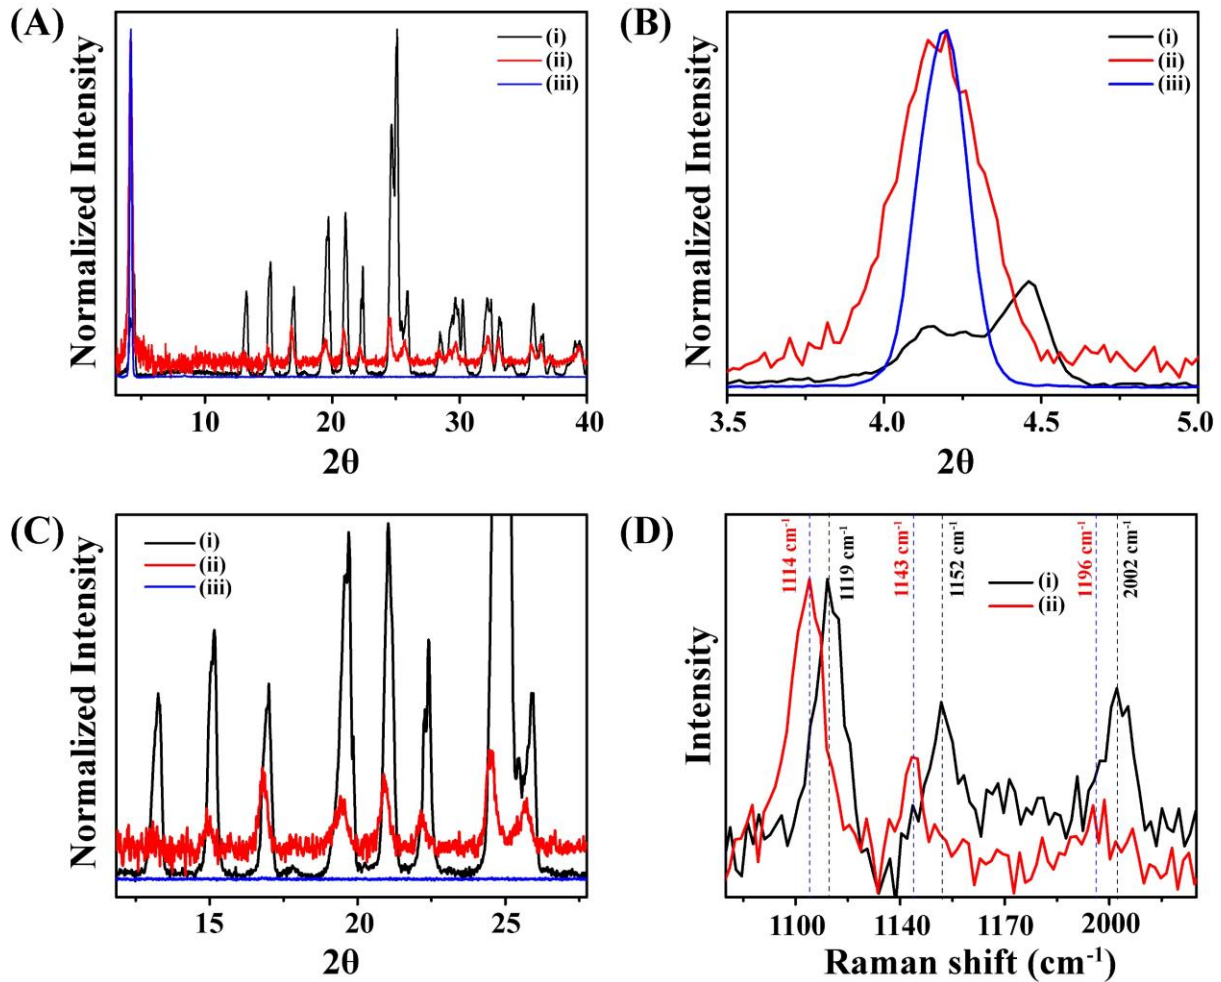 (A)
Normalized Intensity
(i)
(ii)
(iii)
10 20 30 40
2θ
(B)
Normalized Intensity
(i)
(ii)
(iii)
3.5 4.0 4.5 5.0
2θ
(C)
Normalized Intensity
(i)
(ii)
(iii)
15 20 25
2θ
(D)
Intensity
1114 cm-1
1119 cm-1
1143 cm-1
1152 cm-1
1196 cm-1
2002 cm-1
(i)
(ii)
1100 1140 1170 2000
Raman shift (cm-1)